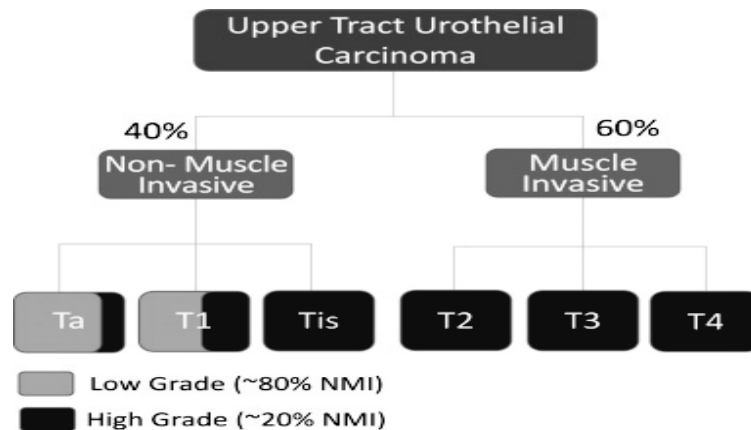 Upper Tract Urothelial
Carcinoma
40%
60%
Non- Muscle
Invasive
Muscle
Invasive
Ta
T1
Tis
T2
T3
T4
Low Grade (~80% NMI)
High Grade (~20% NMI)